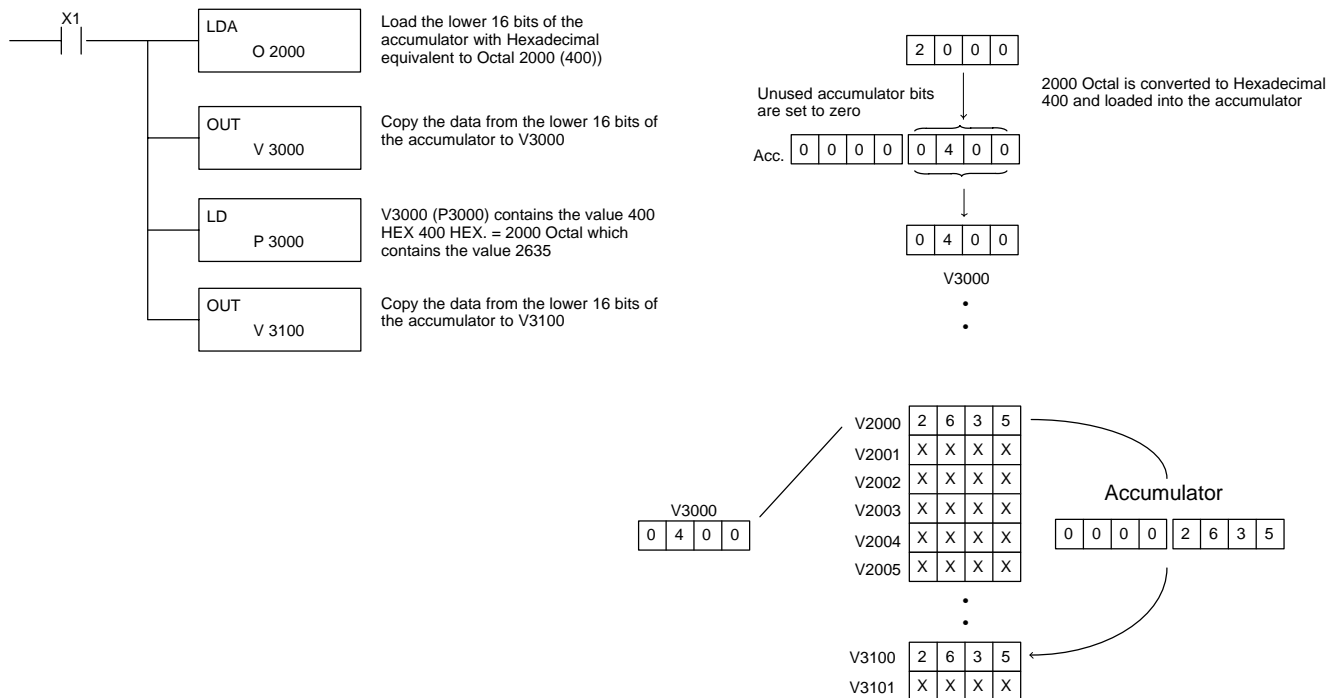 X1
LDA
O 2000
Load the lower 16 bits of the
accumulator with Hexadecimal
equivalent to Octal 2000 (400))
OUT
V 3000
Copy the data from the lower 16 bits of
the accumulator to V3000
LD
P 3000
V3000 (P3000) contains the value 400
HEX 400 HEX. = 2000 Octal which
contains the value 2635
OUT
V 3100
Copy the data from the lower 16 bits of
the accumulator to V3100
2 0 0 0
Unused accumulator bits
are set to zero
2000 Octal is converted to Hexadecimal
400 and loaded into the accumulator
Acc. 0 0 0 0 0 4 0 0
0 4 0 0
V3000
V3000
0 4 0 0
V2000 2 6 3 5
V2001 X X X X
V2002 X X X X
V2003 X X X X
V2004 X X X X
V2005 X X X X
Accumulator
0 0 0 0 2 6 3 5
V3100 2 6 3 5
V3101 X X X X